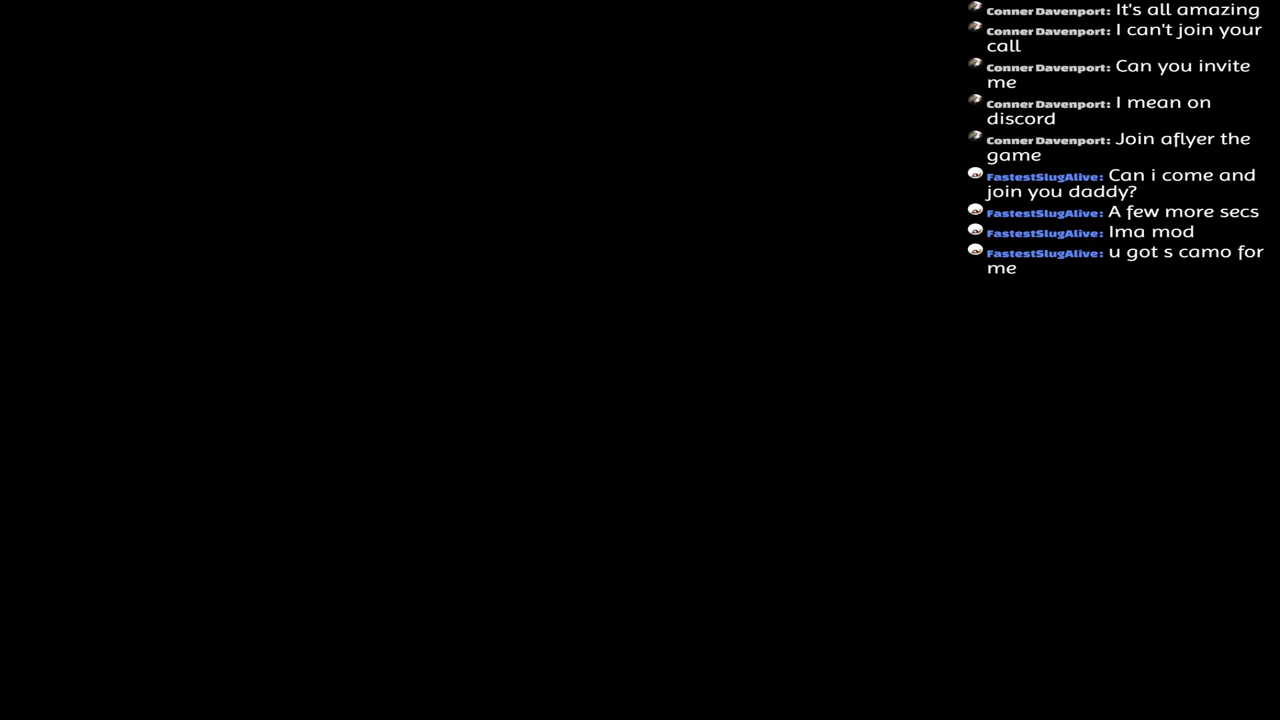 Conner Davenport: It's all amazing
Conner Davenport: I can't join your
call
Conner Davenport: Can you invite
me
Conner Davenport: I mean on
discord
Conner Davenport: Join aflyer the
game
FastestSlugAlive: Can i come and
join you daddy?
FastestSlugAlive: A few more secs
FastestSlugAlive: Ima mod
FastestSlugAlive: u got s camo for
me